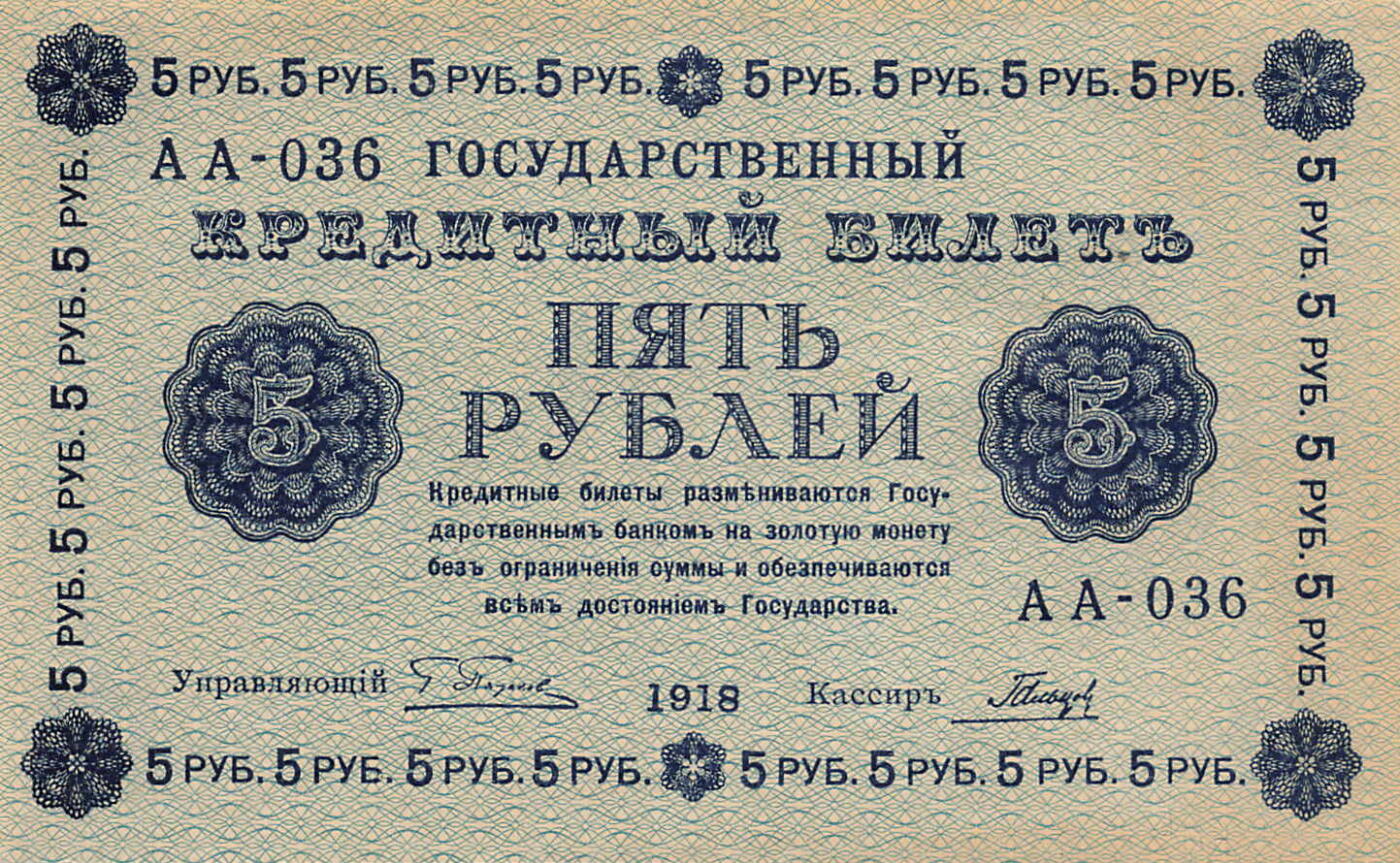 5 РУБ. 5 РУБ. 5 РУБ. 5 РУБ. 5 РУБ. 5 РУБ. 5 РУБ. 5 РУБ.
АА-036 ГОСУДАРСТВЕННЫЙ
КРЕДИТНЫЙ БИЛЕТЪ
ПЯТЬ
5 РУБЛЕЙ 5
Кредитные билеты размѣниваются Госу-
дарственнымъ банкомъ на золотую монету
безъ ограниченія суммы и обезпечиваются
всѣмъ достояніемъ Государства.
АА-036
Управляющій 1918 Кассиръ
5 РУБ. 5 РУБ. 5 РУБ. 5 РУБ. 5 РУБ. 5 РУБ. 5 РУБ. 5 РУБ.
5 РУБ. 5 РУБ. 5 РУБ. 5 РУБ.
5 РУБ. 5 РУБ. 5 РУБ. 5 РУБ.